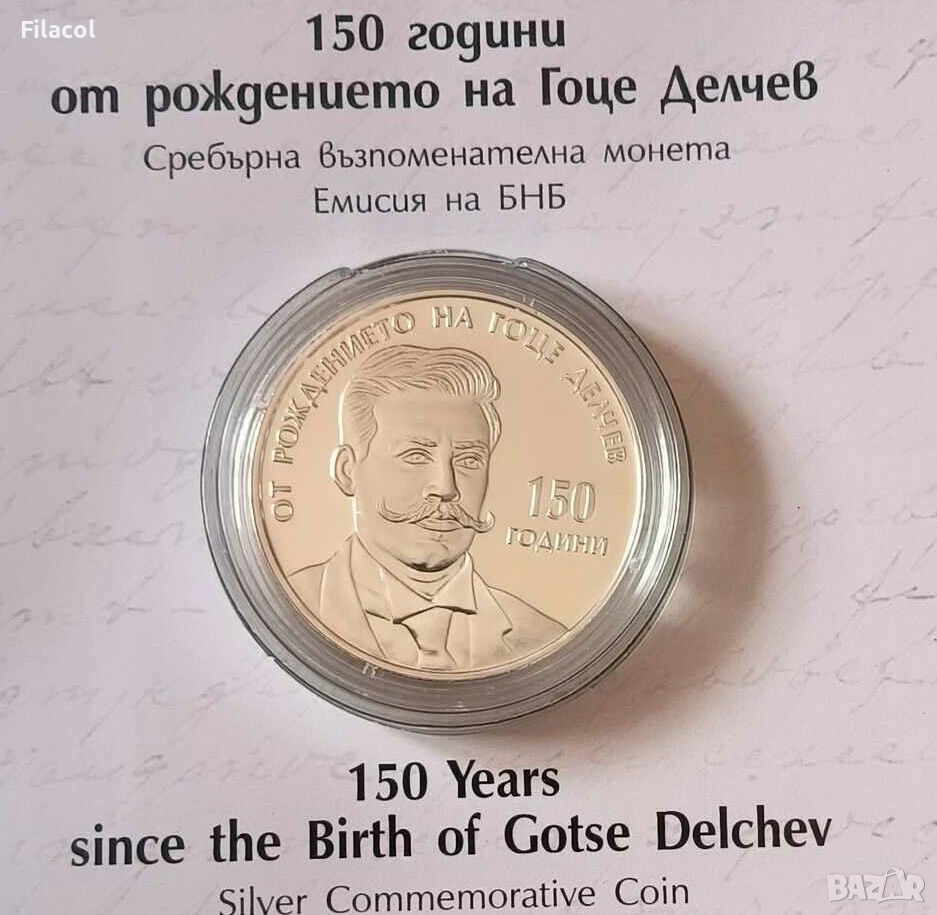 Filacol
150 години
от рождението на Гоце Делчев
Сребърна възпоменателна монета
Емисия на БНБ
ОТ РОЖДЕНИЕТО НА ГОЦЕ ДЕЛЧЕВ
150
ГОДИНИ
150 Years
since the Birth of Gotse Delchev
Silver Commemorative Coin
BAZAR